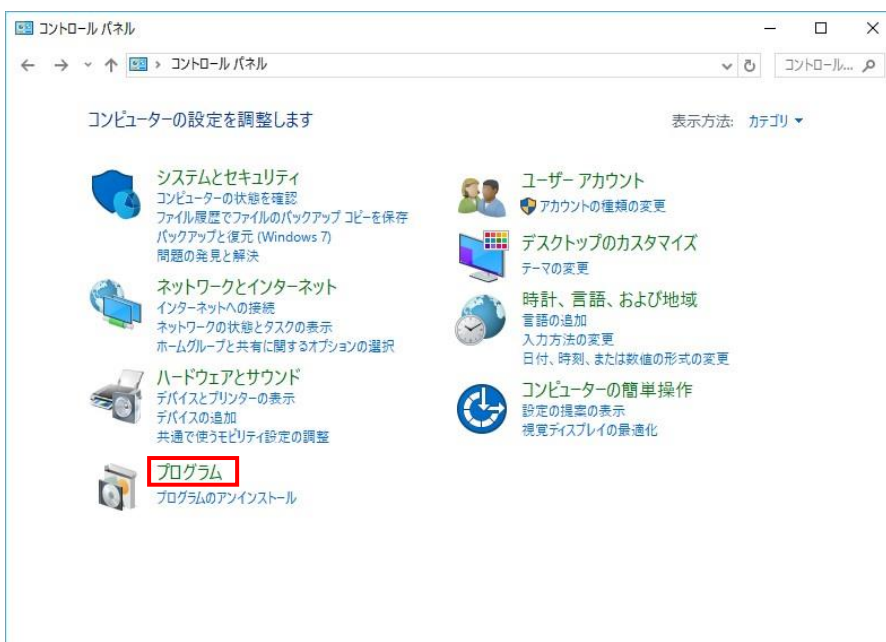 コントロール パネル
コントロール パネル
コントロール...
コンピューターの設定を調整します
表示方法: カテゴリ
システムとセキュリティ
コンピューターの状態を確認
ファイル履歴でファイルのバックアップ コピーを保存
バックアップと復元 (Windows 7)
問題の発見と解決
ネットワークとインターネット
インターネットへの接続
ネットワークの状態とタスクの表示
ホームグループと共有に関するオプションの選択
ハードウェアとサウンド
デバイスとプリンターの表示
デバイスの追加
共通で使うモビリティ設定の調整
プログラム
プログラムのアンインストール
ユーザー アカウント
アカウントの種類の変更
デスクトップのカスタマイズ
テーマの変更
時計、言語、および地域
言語の追加
入力方法の変更
日付、時刻、または数値の形式の変更
コンピューターの簡単操作
設定の提案の表示
視覚ディスプレイの最適化